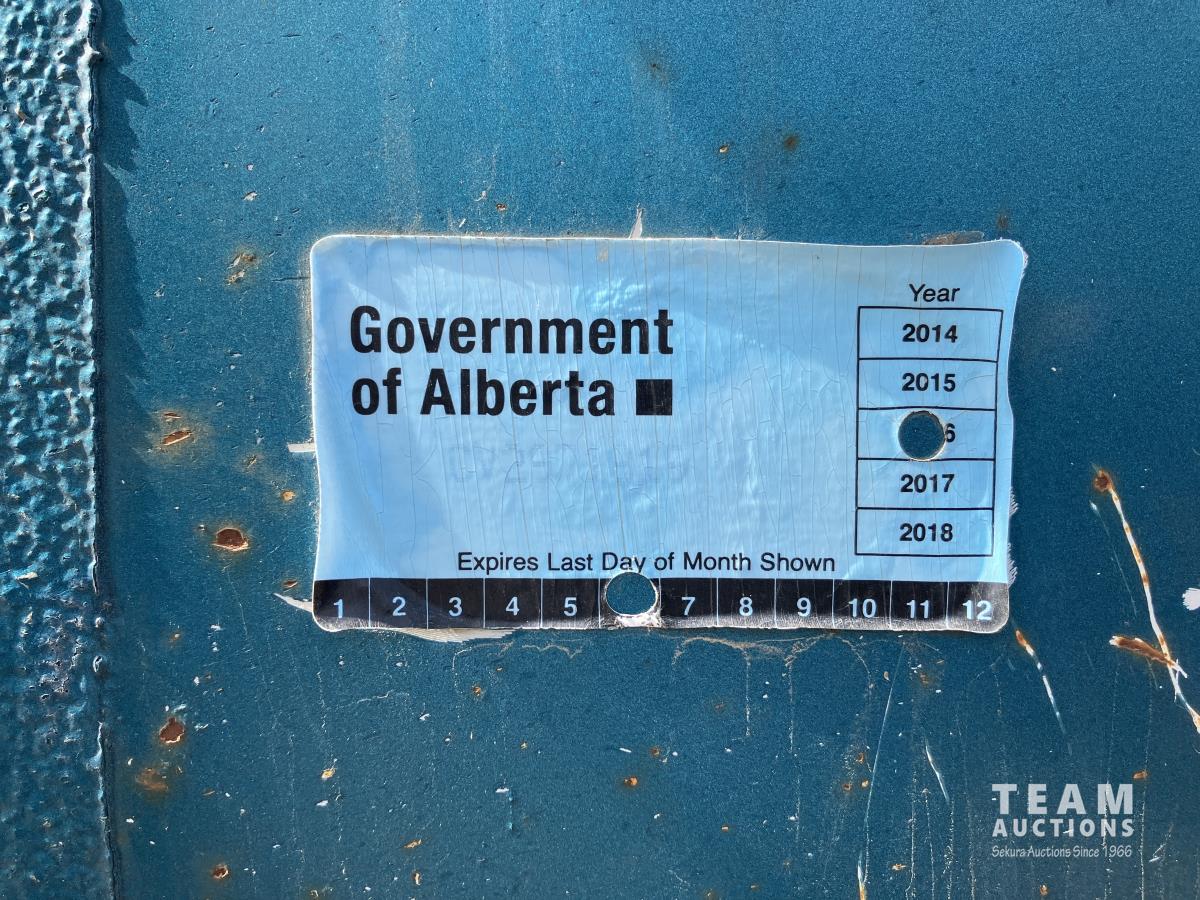 Government
of Alberta
Year
2014
2015
6
2017
2018
Expires Last Day of Month Shown
1 2 3 4 5 7 8 9 10 11 12
TEAM
AUCTIONS
Sekura Auctions Since 1966